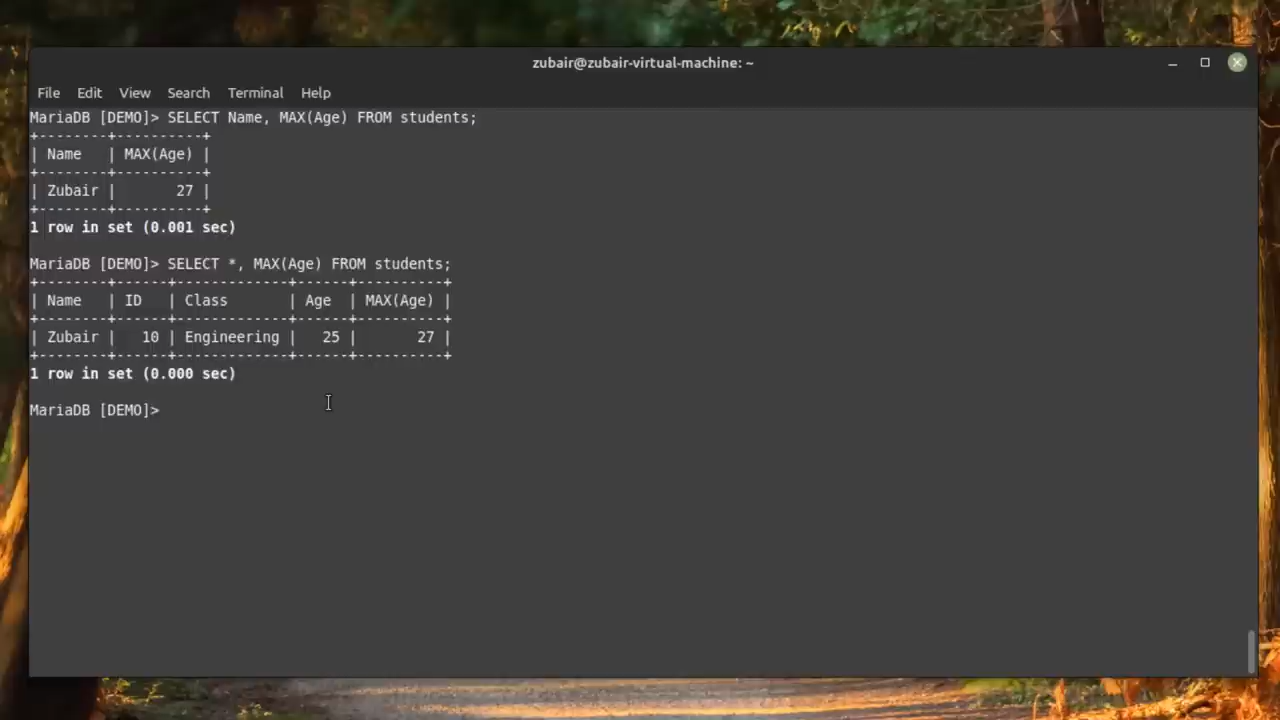 zubair@zubair-virtual-machine: ~
File Edit View Search Terminal Help
MariaDB [DEMO]> SELECT Name, MAX(Age) FROM students;
+--------+----------+
| Name   | MAX(Age) |
+--------+----------+
| Zubair |       27 |
+--------+----------+
1 row in set (0.001 sec)
MariaDB [DEMO]> SELECT *, MAX(Age) FROM students;
+--------+------+-------------+------+----------+
| Name   | ID   | Class       | Age  | MAX(Age) |
+--------+------+-------------+------+----------+
| Zubair |   10 | Engineering |   25 |       27 |
+--------+------+-------------+------+----------+
1 row in set (0.000 sec)
MariaDB [DEMO]>